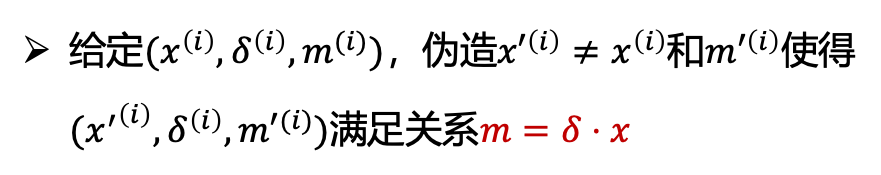 ➢ 给定(𝑥⁽ⁱ⁾, 𝛿⁽ⁱ⁾, 𝑚⁽ⁱ⁾)，伪造𝑥′⁽ⁱ⁾ ≠ 𝑥⁽ⁱ⁾和𝑚′⁽ⁱ⁾使得
(𝑥′⁽ⁱ⁾, 𝛿⁽ⁱ⁾, 𝑚′⁽ⁱ⁾)满足关系𝑚 = 𝛿 · 𝑥